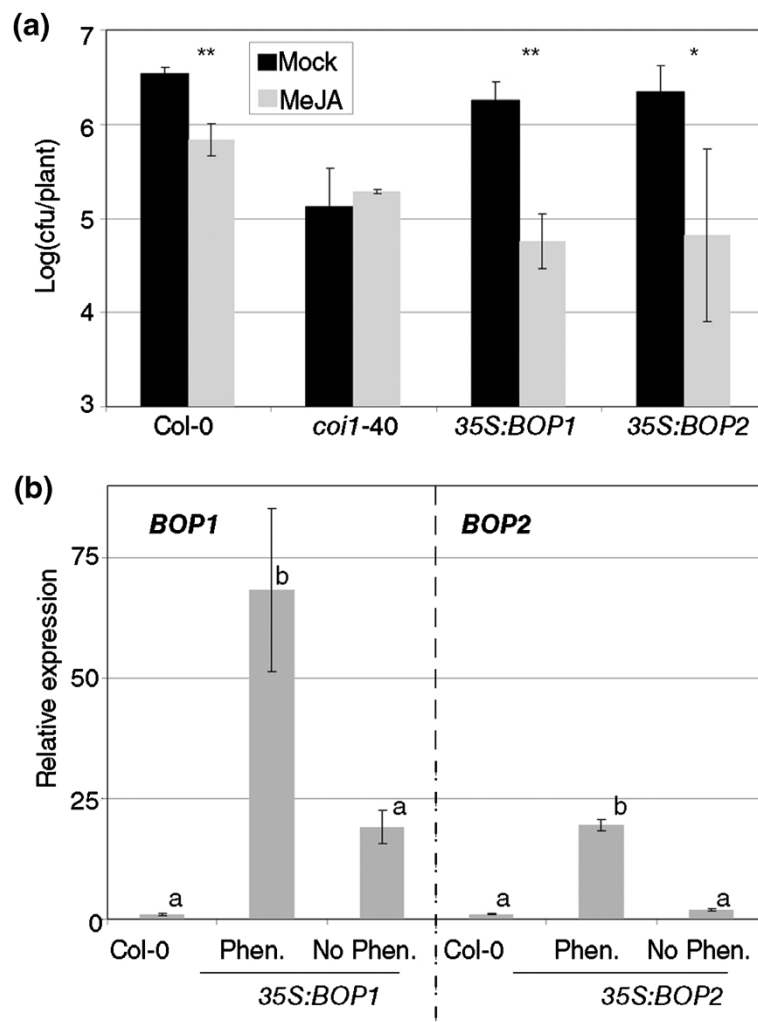 (a)
7
6
5
4
3
Log(cfu/plant)
Mock
MeJA
**
**
*
Col-0 coi1-40 35S:BOP1 35S:BOP2
(b)
BOP1 BOP2
75
50
25
0
Relative expression
a b a a b a
Col-0 Phen. No Phen. Col-0 Phen. No Phen.
35S:BOP1 35S:BOP2